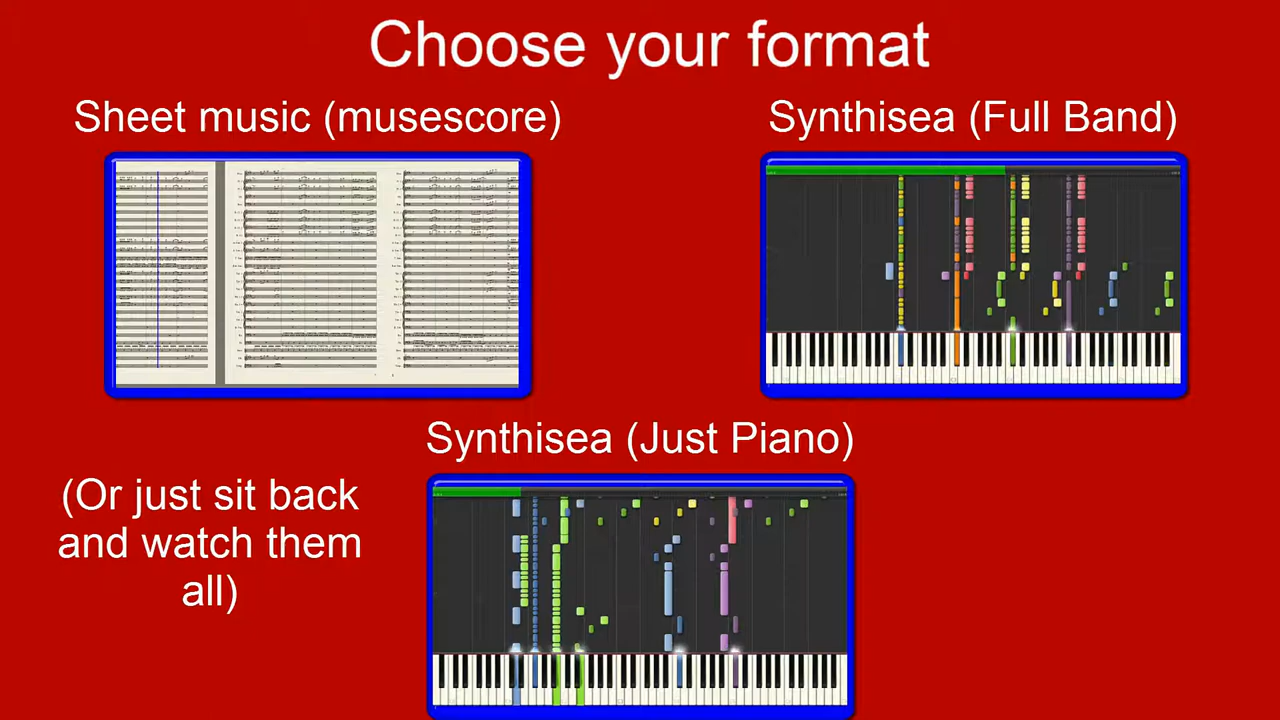 Choose your format
Sheet music (musescore)
Synthisea (Full Band)
Synthisea (Just Piano)
(Or just sit back
and watch them
all)